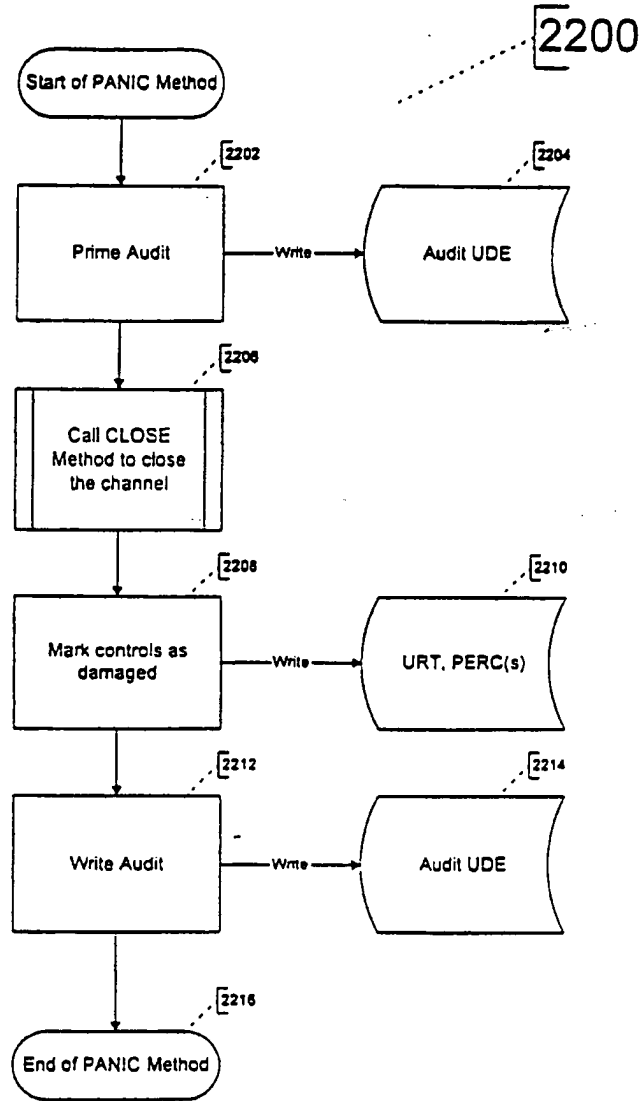 2200
Start of PANIC Method
2202
2204
Prime Audit
Write
Audit UDE
2206
Call CLOSE
Method to close
the channel
2208
2210
Mark controls as
damaged
Write
URT, PERC(s)
2212
2214
Write Audit
Write
Audit UDE
2216
End of PANIC Method